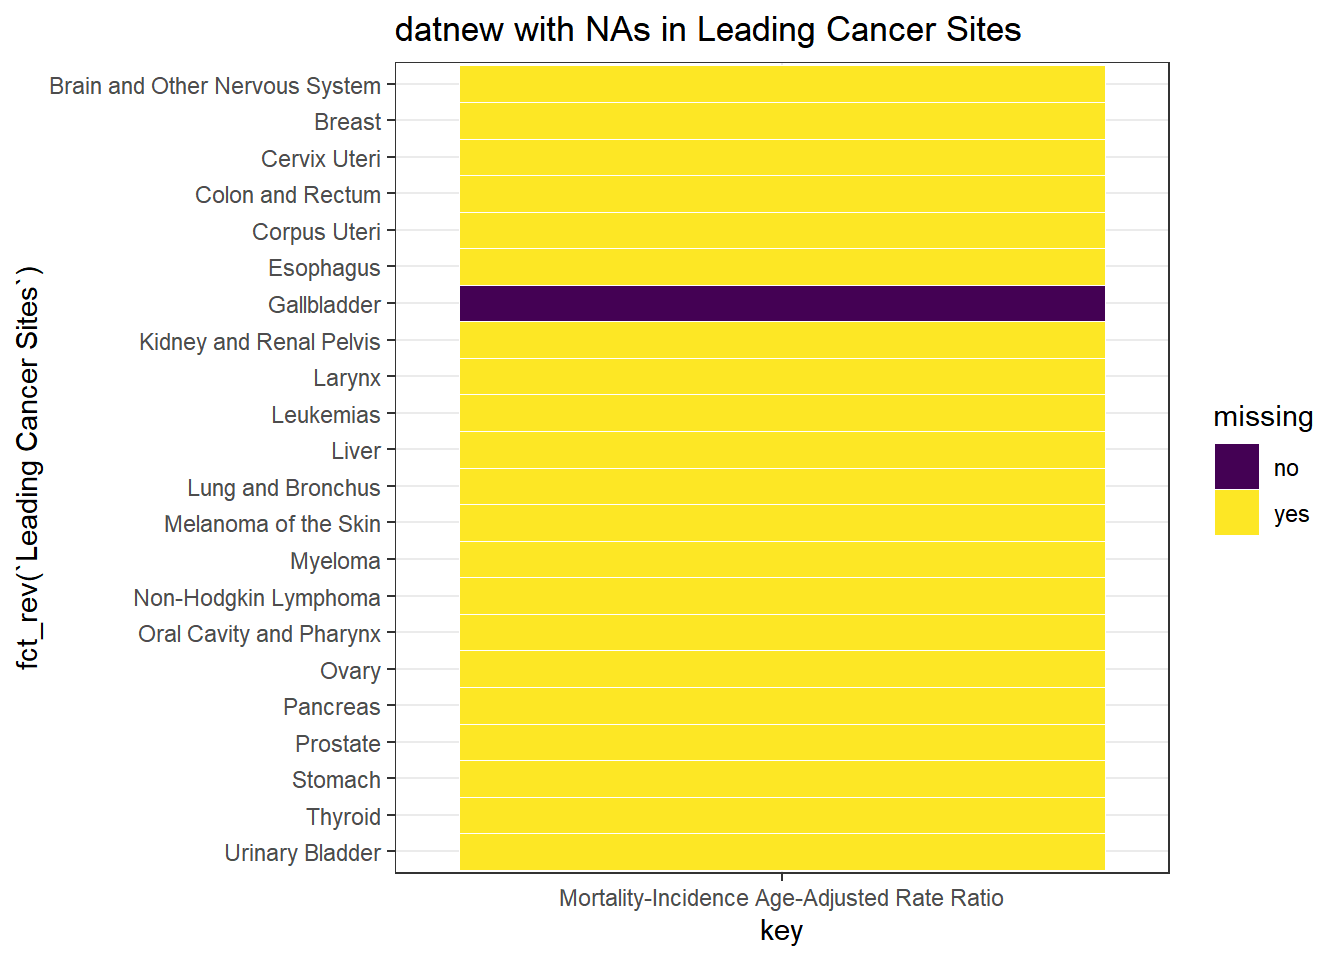 datnew with NAs in Leading Cancer Sites
fct_rev(`Leading Cancer Sites`)
Brain and Other Nervous System
Breast
Cervix Uteri
Colon and Rectum
Corpus Uteri
Esophagus
Gallbladder
Kidney and Renal Pelvis
Larynx
Leukemias
Liver
Lung and Bronchus
Melanoma of the Skin
Myeloma
Non-Hodgkin Lymphoma
Oral Cavity and Pharynx
Ovary
Pancreas
Prostate
Stomach
Thyroid
Urinary Bladder
Mortality-Incidence Age-Adjusted Rate Ratio
key
missing
no
yes